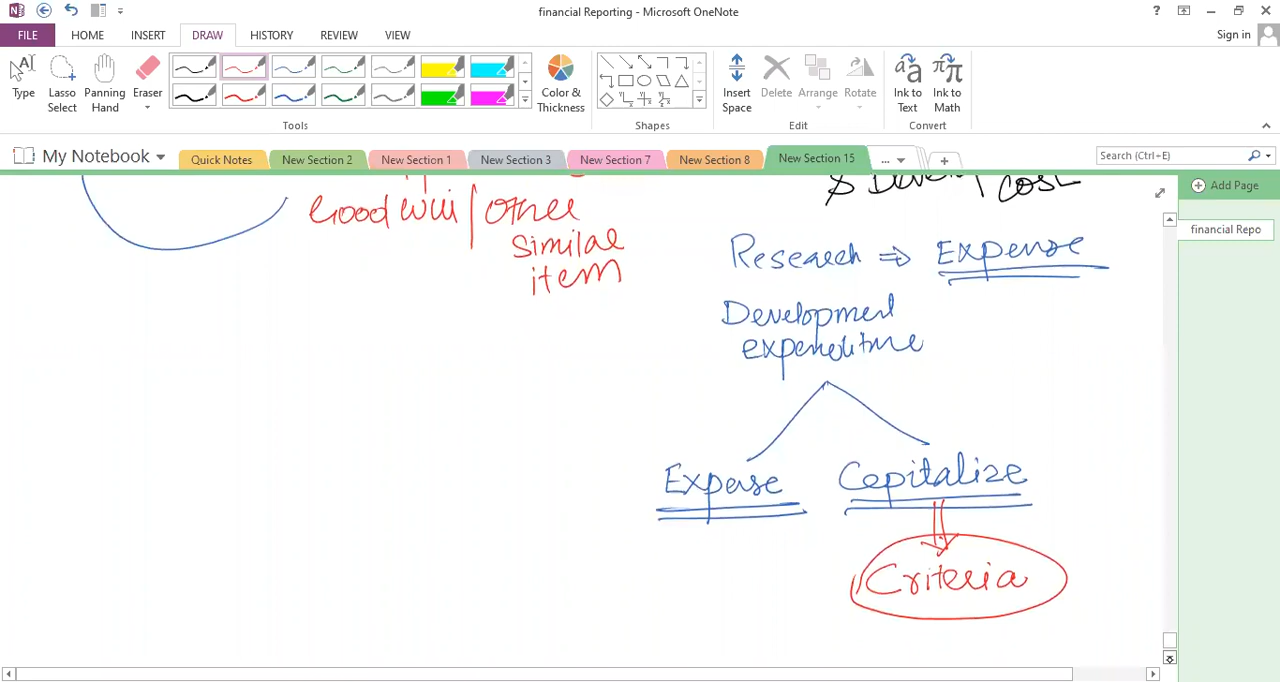 financial Reporting - Microsoft OneNote
FILE HOME INSERT DRAW HISTORY REVIEW VIEW
Sign in
Type
Lasso Select
Panning Hand
Eraser
Color & Thickness
Insert Space
Delete
Arrange
Rotate
Ink to Text
Ink to Math
Tools
Shapes
Edit
Convert
My Notebook
Quick Notes
New Section 2
New Section 1
New Section 3
New Section 7
New Section 8
New Section 15
...
Search (Ctrl+E)
Add Page
financial Repo
Goodwill / other
similar
item
cost
Research ⇒ Expense
Development
expenditure
Expense
Capitalize
Criteria